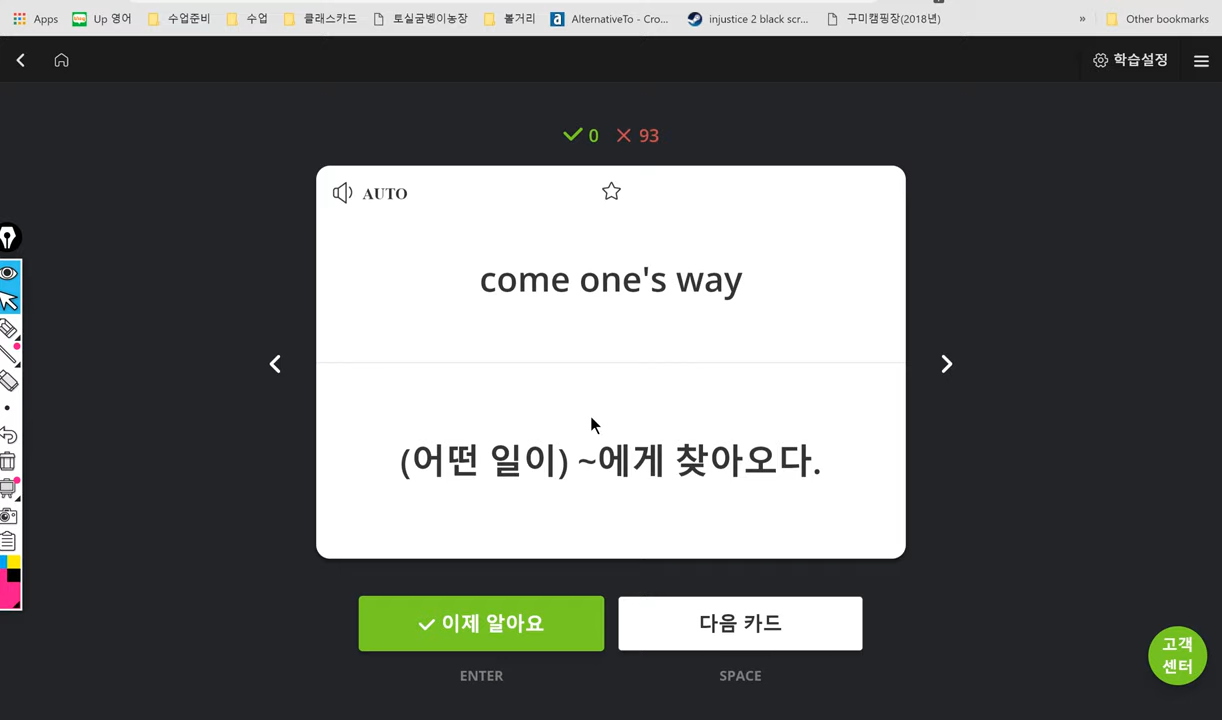 Apps Up 영어 수업준비 수업 클래스카드 토실굼벵이농장 볼거리 a AlternativeTo - Cro... injustice 2 black scr... 구미캠핑장(2018년) » Other bookmarks
학습설정
0 93
AUTO
come one's way
(어떤 일이) ~에게 찾아오다.
이제 알아요 다음 카드
고객
센터
ENTER SPACE